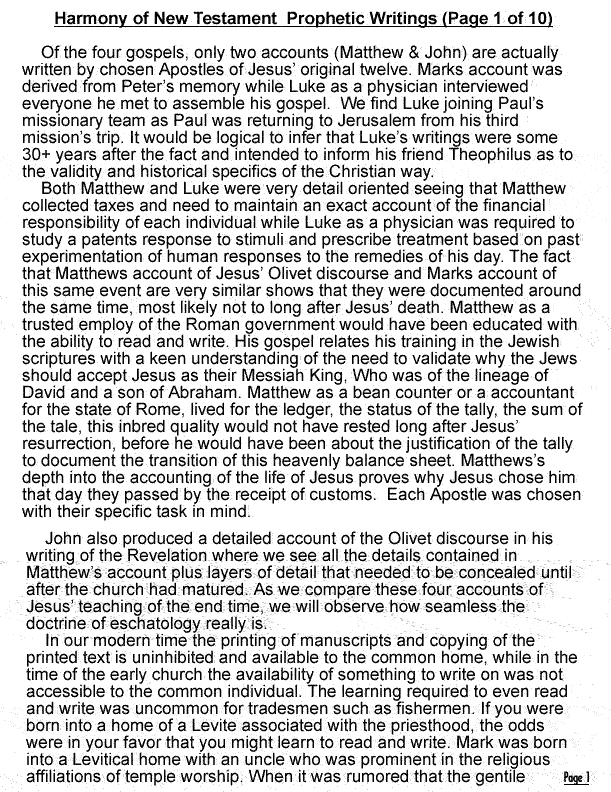 Harmony of New Testament Prophetic Writings (Page 1 of 10)
Of the four gospels, only two accounts (Matthew & John) are actually
written by chosen Apostles of Jesus' original twelve. Marks account was
derived from Peter's memory while Luke as a physician interviewed
everyone he met to assemble his gospel. We find Luke joining Paul's
missionary team as Paul was returning to Jerusalem from his third
mission's trip. It would be logical to infer that Luke's writings were some
30+ years after the fact and intended to inform his friend Theophilus as to
the validity and historical specifics of the Christian way.
Both Matthew and Luke were very detail oriented seeing that Matthew
collected taxes and need to maintain an exact account of the financial
responsibility of each individual while Luke as a physician was required to
study a patents response to stimuli and prescribe treatment based on past
experimentation of human responses to the remedies of his day. The fact
that Matthews account of Jesus' Olivet discourse and Marks account of
this same event are very similar shows that they were documented around
the same time, most likely not to long after Jesus' death. Matthew as a
trusted employ of the Roman government would have been educated with
the ability to read and write. His gospel relates his training in the Jewish
scriptures with a keen understanding of the need to validate why the Jews
should accept Jesus as their Messiah King, Who was of the lineage of
David and a son of Abraham. Matthew as a bean counter or a accountant
for the state of Rome, lived for the ledger, the status of the tally, the sum of
the tale, this inbred quality would not have rested long after Jesus'
resurrection, before he would have been about the justification of the tally
to document the transition of this heavenly balance sheet. Matthews's
depth into the accounting of the life of Jesus proves why Jesus chose him
that day they passed by the receipt of customs. Each Apostle was chosen
with their specific task in mind.
John also produced a detailed account of the Olivet discourse in his
writing of the Revelation where we see all the details contained in
Matthew's account plus layers of detail that needed to be concealed until
after the church had matured. As we compare these four accounts of
Jesus' teaching of the end time, we will observe how seamless the
doctrine of eschatology really is.
In our modern time the printing of manuscripts and copying of the
printed text is uninhibited and available to the common home, while in the
time of the early church the availability of something to write on was not
accessible to the common individual. The learning required to even read
and write was uncommon for tradesmen such as fishermen. If you were
born into a home of a Levite associated with the priesthood, the odds
were in your favor that you might learn to read and write. Mark was born
into a Levitical home with an uncle who was prominent in the religious
affiliations of temple worship. When it was rumored that the gentile
Page 1